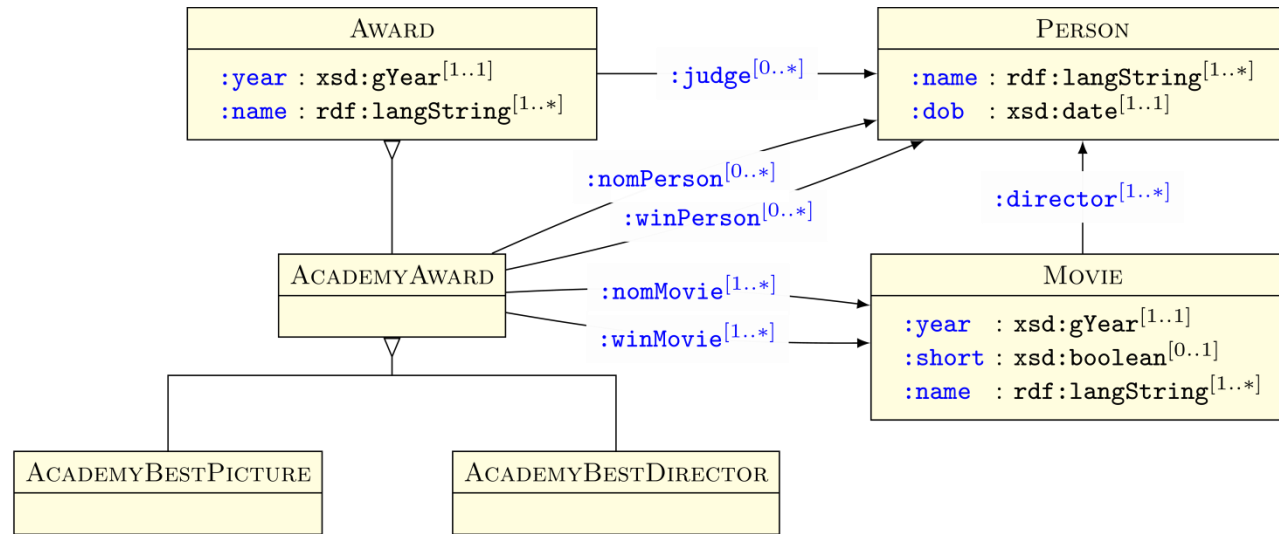 AWARD
:year : xsd:gYear[1..1]
:name : rdf:langString[1..*]
:judge[0..*]
PERSON
:name : rdf:langString[1..*]
:dob : xsd:date[1..1]
:nomPerson[0..*]
:winPerson[0..*]
:director[1..*]
ACADEMYAWARD
:nomMovie[1..*]
:winMovie[1..*]
MOVIE
:year : xsd:gYear[1..1]
:short : xsd:boolean[0..1]
:name : rdf:langString[1..*]
ACADEMYBESTPICTURE
ACADEMYBESTDIRECTOR